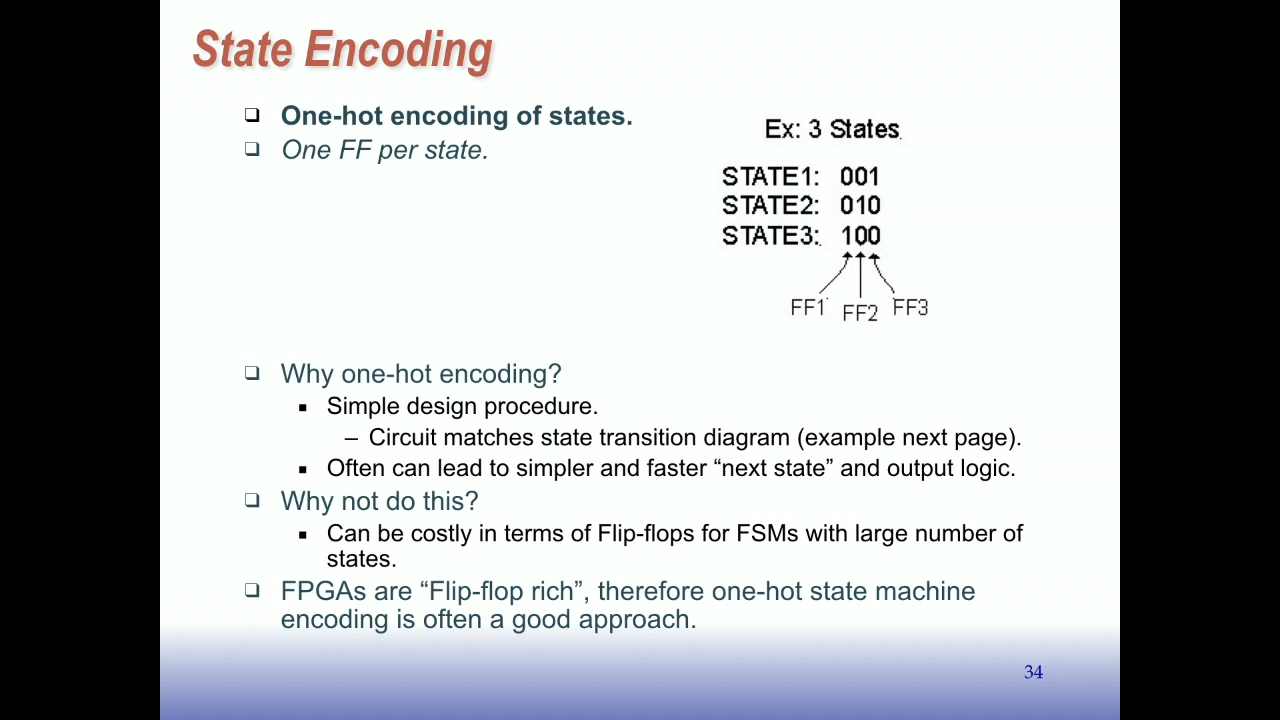 State Encoding
❑ One-hot encoding of states.
❑ One FF per state.
Ex: 3 States
STATE1: 001
STATE2: 010
STATE3: 100
FF1 FF2 FF3
❑ Why one-hot encoding?
▪ Simple design procedure.
– Circuit matches state transition diagram (example next page).
▪ Often can lead to simpler and faster “next state” and output logic.
❑ Why not do this?
▪ Can be costly in terms of Flip-flops for FSMs with large number of
states.
❑ FPGAs are “Flip-flop rich”, therefore one-hot state machine
encoding is often a good approach.
34